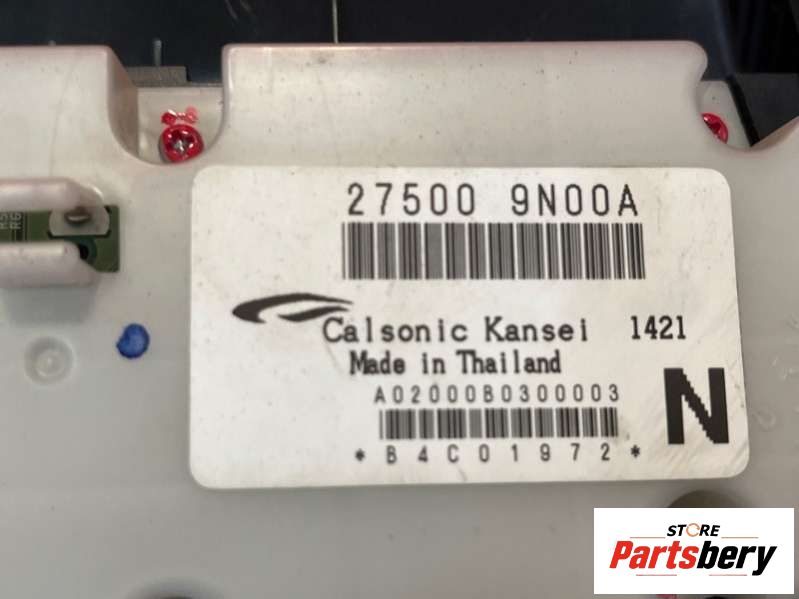 27500 9N00A
Calsonic Kansei 1421
Made in Thailand
A02000B0300003
N
*B4C01972*
STORE
Partsbery